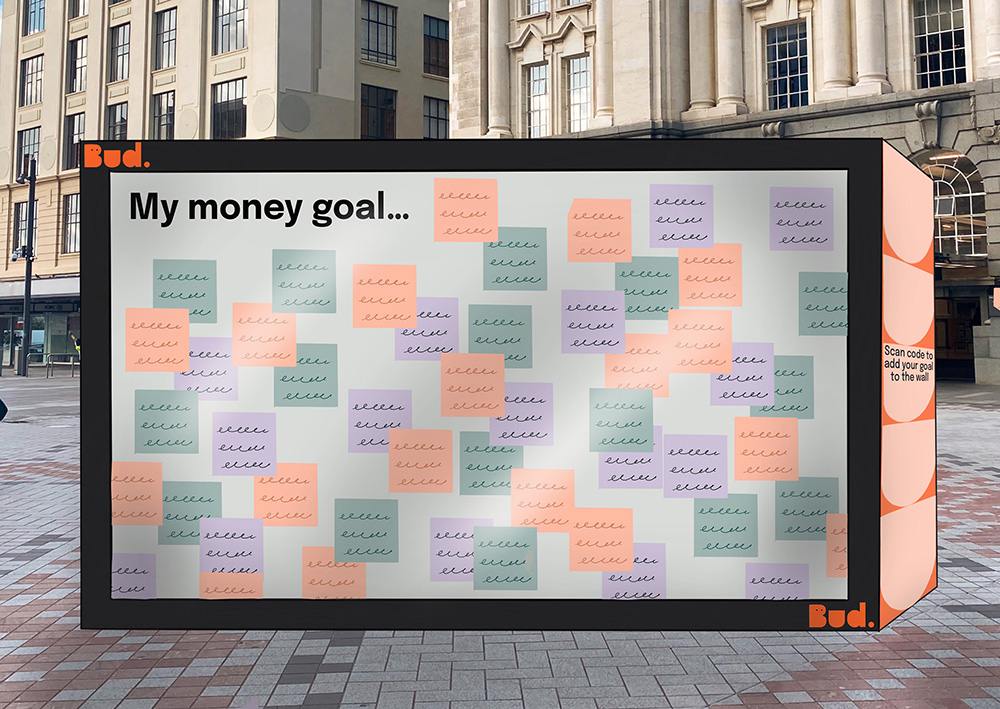 Bud.
My money goal...
Scan code to
add your goal
to the wall
Bud.